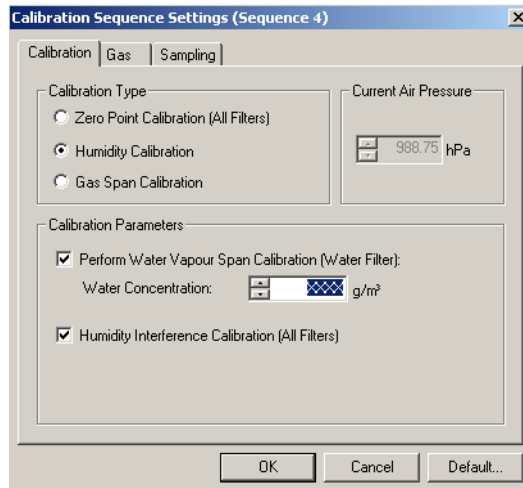 Calibration Sequence Settings (Sequence 4)
Calibration Gas Sampling
Calibration Type
Zero Point Calibration (All Filters)
Humidity Calibration
Gas Span Calibration
Current Air Pressure
988.75 hPa
Calibration Parameters
Perform Water Vapour Span Calibration (Water Filter):
Water Concentration: XXXX g/m³
Humidity Interference Calibration (All Filters)
OK Cancel Default...